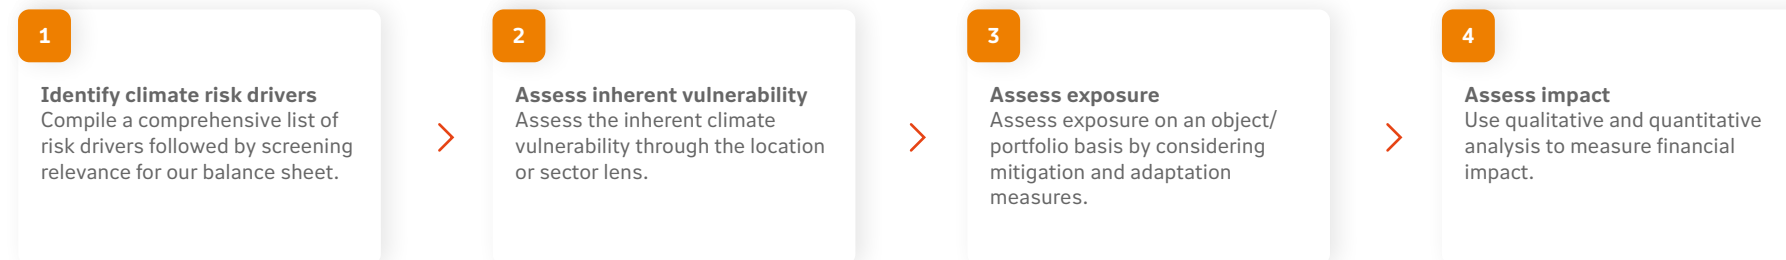 1
Identify climate risk drivers
Compile a comprehensive list of
risk drivers followed by screening
relevance for our balance sheet.
2
Assess inherent vulnerability
Assess the inherent climate
vulnerability through the location
or sector lens.
3
Assess exposure
Assess exposure on an object/
portfolio basis by considering
mitigation and adaptation
measures.
4
Assess impact
Use qualitative and quantitative
analysis to measure financial
impact.